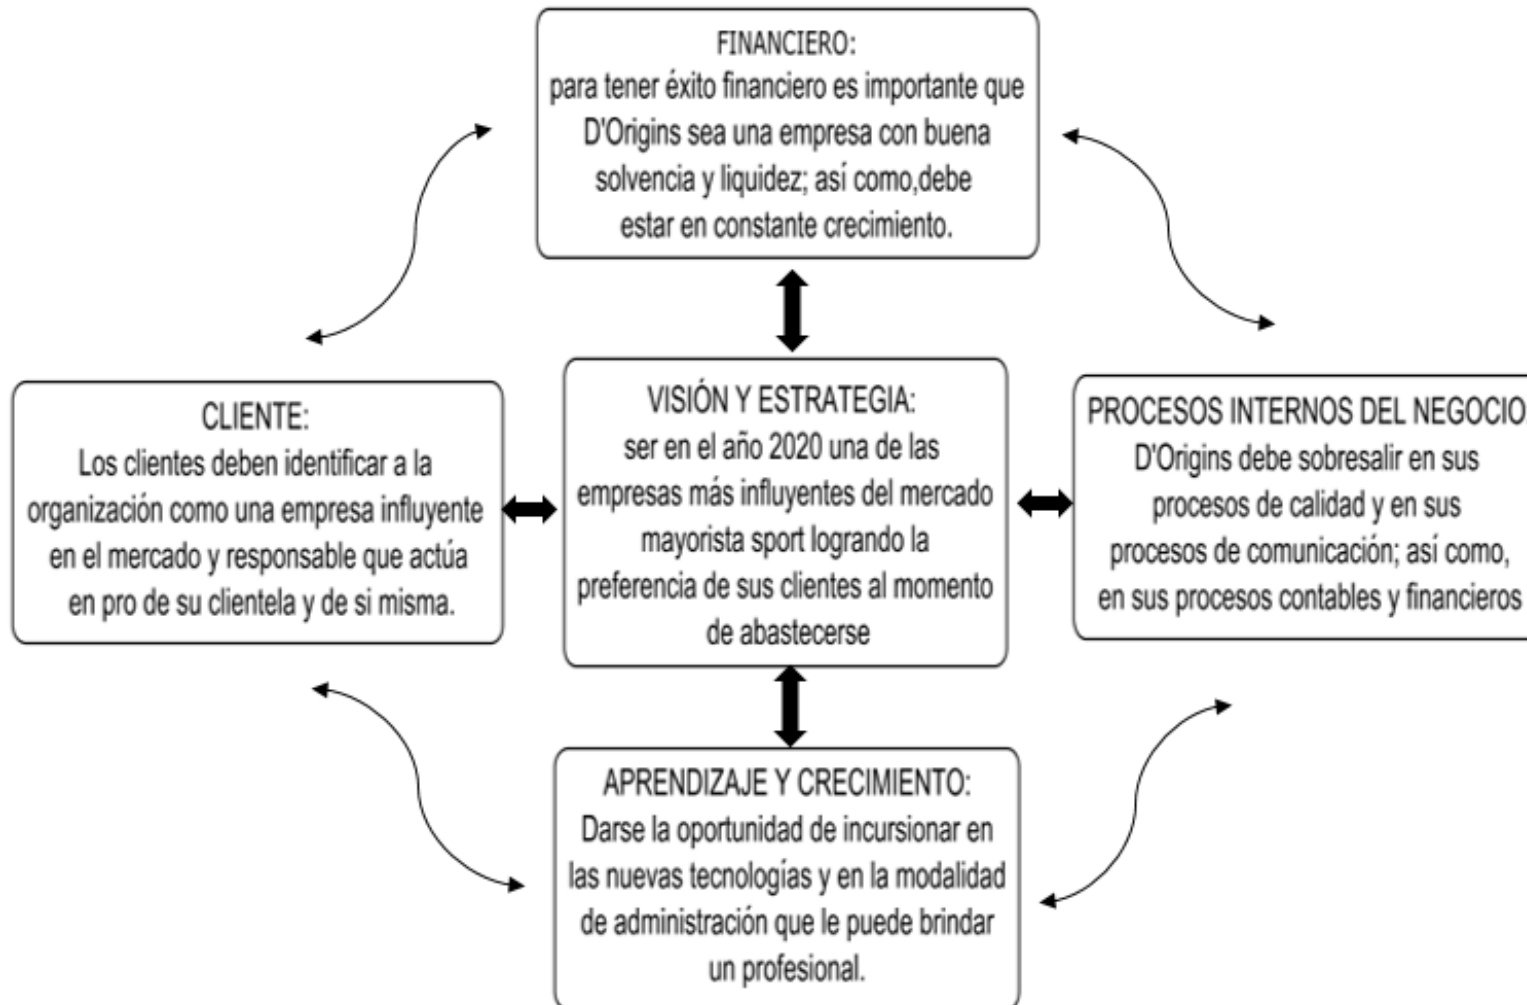 FINANCIERO:
para tener éxito financiero es importante que
D'Origins sea una empresa con buena
solvencia y liquidez; así como,debe
estar en constante crecimiento.
CLIENTE:
Los clientes deben identificar a la
organización como una empresa influyente
en el mercado y responsable que actúa
en pro de su clientela y de si misma.
VISIÓN Y ESTRATEGIA:
ser en el año 2020 una de las
empresas más influyentes del mercado
mayorista sport logrando la
preferencia de sus clientes al momento
de abastecerse
PROCESOS INTERNOS DEL NEGOCIO
D'Origins debe sobresalir en sus
procesos de calidad y en sus
procesos de comunicación; así como,
en sus procesos contables y financieros
APRENDIZAJE Y CRECIMIENTO:
Darse la oportunidad de incursionar en
las nuevas tecnologías y en la modalidad
de administración que le puede brindar
un profesional.